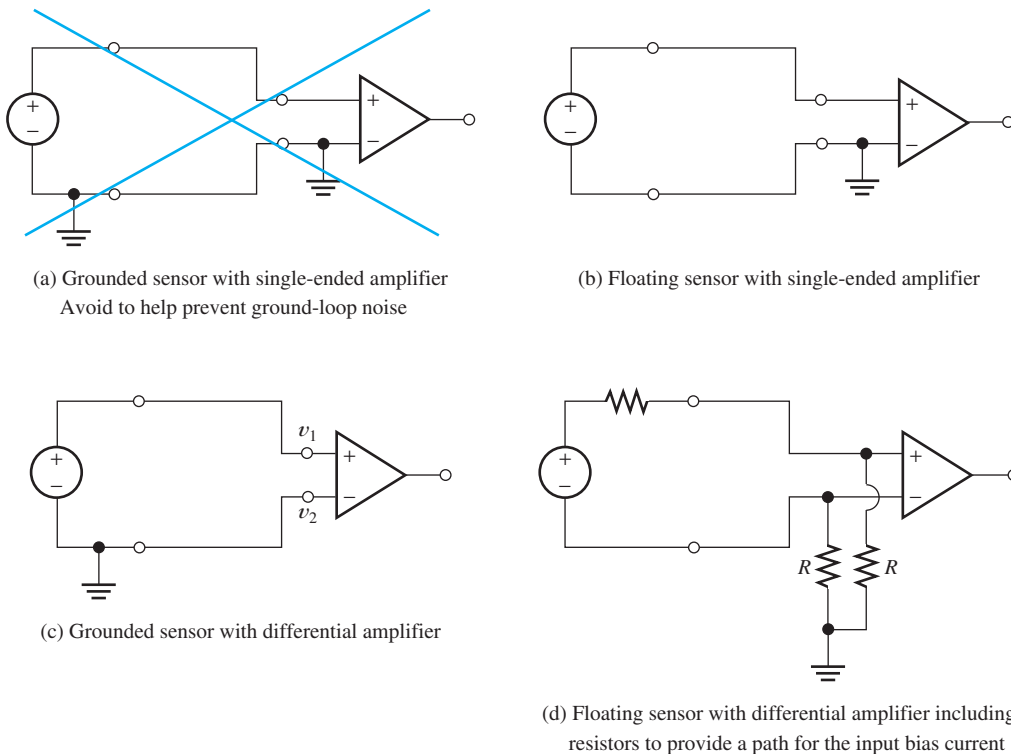 +
−
+
−
(a) Grounded sensor with single-ended amplifier
Avoid to help prevent ground-loop noise
+
−
+
−
(b) Floating sensor with single-ended amplifier
+
−
v1
+
−
v2
(c) Grounded sensor with differential amplifier
+
−
+
−
R
R
(d) Floating sensor with differential amplifier including
resistors to provide a path for the input bias current